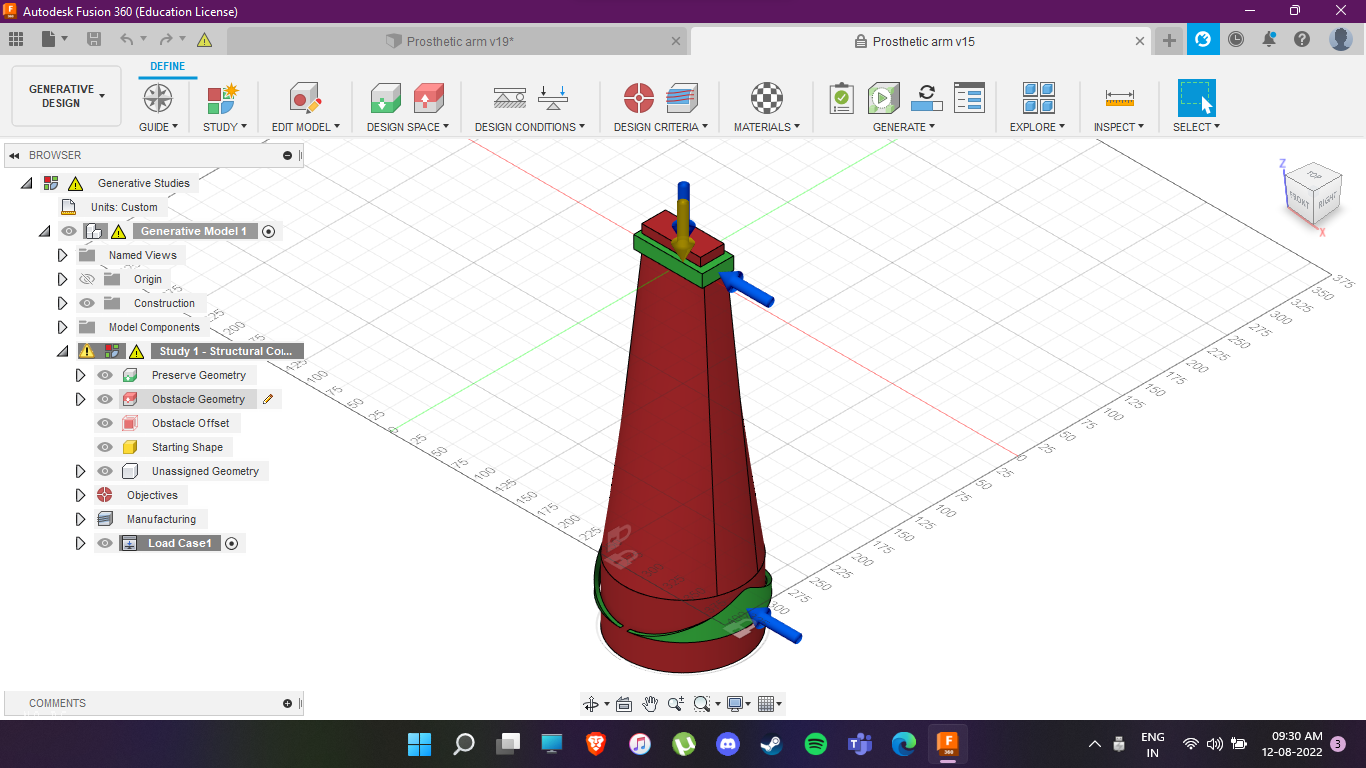 Autodesk Fusion 360 (Education License)
Prosthetic arm v19*
Prosthetic arm v15
GENERATIVE DESIGN
DEFINE
GUIDE
STUDY
EDIT MODEL
DESIGN SPACE
DESIGN CONDITIONS
DESIGN CRITERIA
MATERIALS
GENERATE
EXPLORE
INSPECT
SELECT
BROWSER
Generative Studies
Units: Custom
Generative Model 1
Named Views
Origin
Construction
Model Components
Study 1 - Structural Co...
Preserve Geometry
Obstacle Geometry
Obstacle Offset
Starting Shape
Unassigned Geometry
Objectives
Manufacturing
Load Case1
Z
TOP
FRONT
RIGHT
X
375
350
325
300
275
250
225
200
175
150
125
100
75
50
25
0
25
50
75
100
125
150
175
200
225
250
275
300
200
100
75
50
25
0
25
50
75
100
125
150
175
200
225
COMMENTS
ENG
IN
09:30 AM
12-08-2022
3